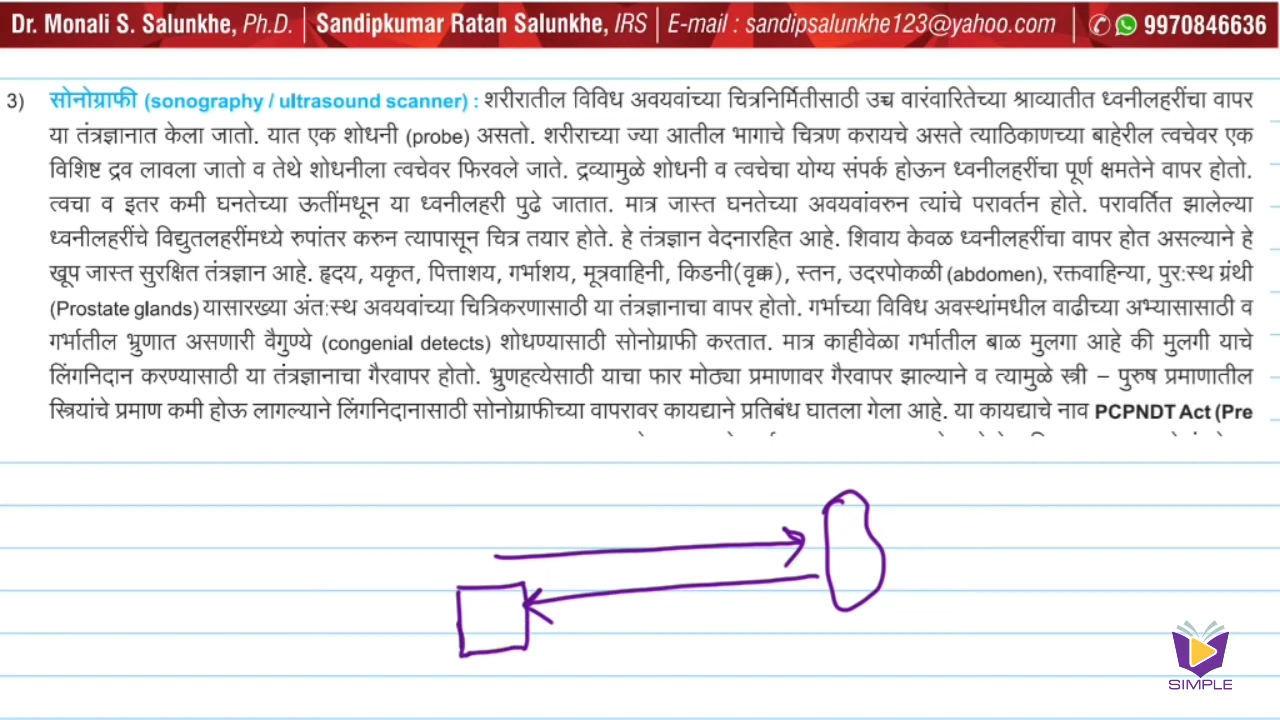 Dr. Monali S. Salunkhe, Ph.D. | Sandipkumar Ratan Salunkhe, IRS | E-mail : sandipsalunkhe123@yahoo.com | 9970846636
3) सोनोग्राफी (sonography / ultrasound scanner) : शरीरातील विविध अवयवांच्या चित्रनिर्मितीसाठी उच्च वारंवारितेच्या श्राव्यातीत ध्वनीलहरींचा वापर
या तंत्रज्ञानात केला जातो. यात एक शोधनी (probe) असतो. शरीराच्या ज्या आतील भागाचे चित्रण करायचे असते त्याठिकाणच्या बाहेरील त्वचेवर एक
विशिष्ट द्रव लावला जातो व तेथे शोधनीला त्वचेवर फिरवले जाते. द्रव्यामुळे शोधनी व त्वचेचा योग्य संपर्क होऊन ध्वनीलहरींचा पूर्ण क्षमतेने वापर होतो.
त्वचा व इतर कमी घनतेच्या ऊतींमधून या ध्वनीलहरी पुढे जातात. मात्र जास्त घनतेच्या अवयवांवरुन त्यांचे परावर्तन होते. परावर्तित झालेल्या
ध्वनीलहरींचे विद्युतलहरींमध्ये रुपांतर करुन त्यापासून चित्र तयार होते. हे तंत्रज्ञान वेदनारहित आहे. शिवाय केवळ ध्वनीलहरींचा वापर होत असल्याने हे
खूप जास्त सुरक्षित तंत्रज्ञान आहे. हृदय, यकृत, पित्ताशय, गर्भाशय, मूत्रवाहिनी, किडनी(वृक्क), स्तन, उदरपोकळी (abdomen), रक्तवाहिन्या, पुर:स्थ ग्रंथी
(Prostate glands) यासारख्या अंत:स्थ अवयवांच्या चित्रिकरणासाठी या तंत्रज्ञानाचा वापर होतो. गर्भाच्या विविध अवस्थांमधील वाढीच्या अभ्यासासाठी व
गर्भातील भ्रुणात असणारी वैगुण्ये (congenial detects) शोधण्यासाठी सोनोग्राफी करतात. मात्र काहीवेळा गर्भातील बाळ मुलगा आहे की मुलगी याचे
लिंगनिदान करण्यासाठी या तंत्रज्ञानाचा गैरवापर होतो. भ्रुणहत्येसाठी याचा फार मोठ्या प्रमाणावर गैरवापर झाल्याने व त्यामुळे स्त्री – पुरुष प्रमाणातील
स्त्रियांचे प्रमाण कमी होऊ लागल्याने लिंगनिदानासाठी सोनोग्राफीच्या वापरावर कायद्याने प्रतिबंध घातला गेला आहे. या कायद्याचे नाव PCPNDT Act (Pre
SIMPLE